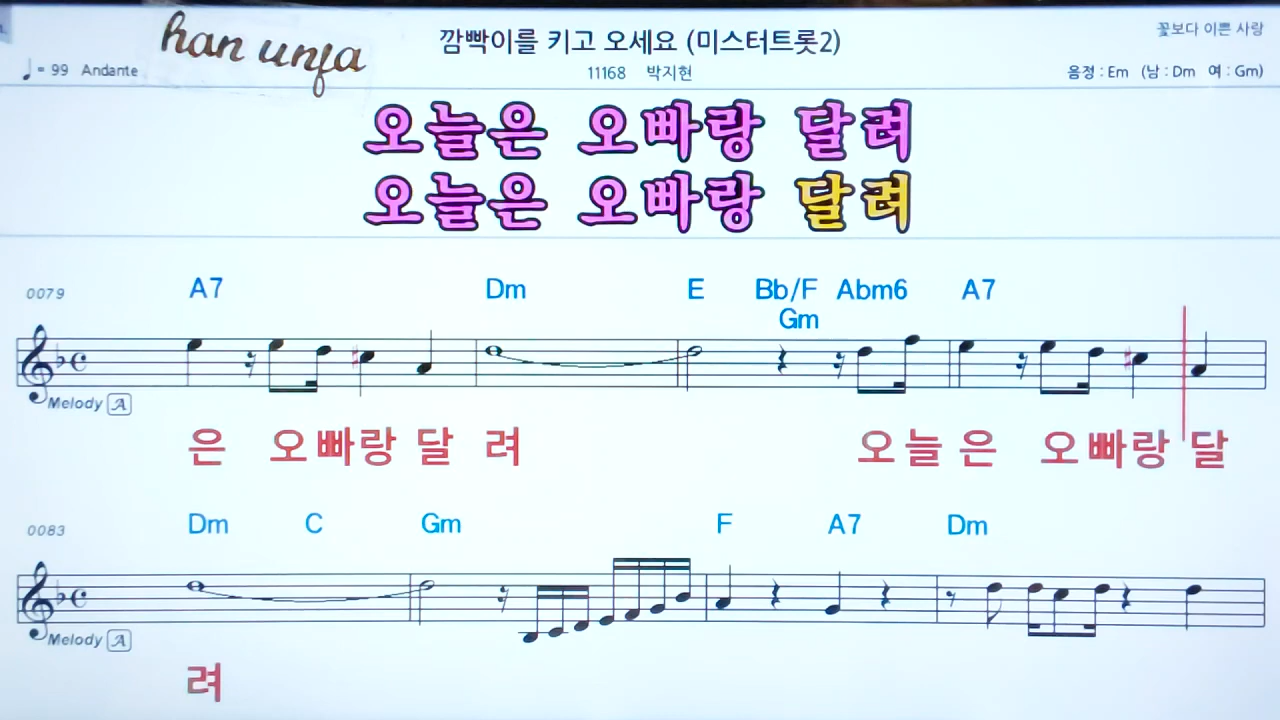 han unja
깜빡이를 키고 오세요 (미스터트롯2)
꽃보다 이쁜 사랑
♩= 99 Andante
11168 박지현
음정 : Em (남 : Dm 여 : Gm)
오늘은 오빠랑 달려
오늘은 오빠랑 달려
0079 A7 Dm E Bb/F Abm6 A7
Gm
Melody A
은 오빠랑 달 려 오늘은 오빠랑 달
0083 Dm C Gm F A7 Dm
Melody A
려